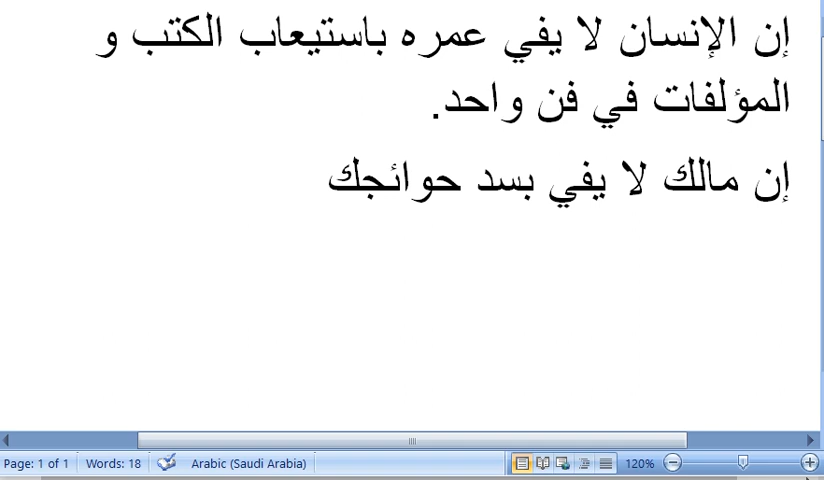 إن الإنسان لا يفي عمره باستيعاب الكتب و
المؤلفات في فن واحد.
إن مالك لا يفي بسد حوائجك
Page: 1 of 1 Words: 18 Arabic (Saudi Arabia) 120%